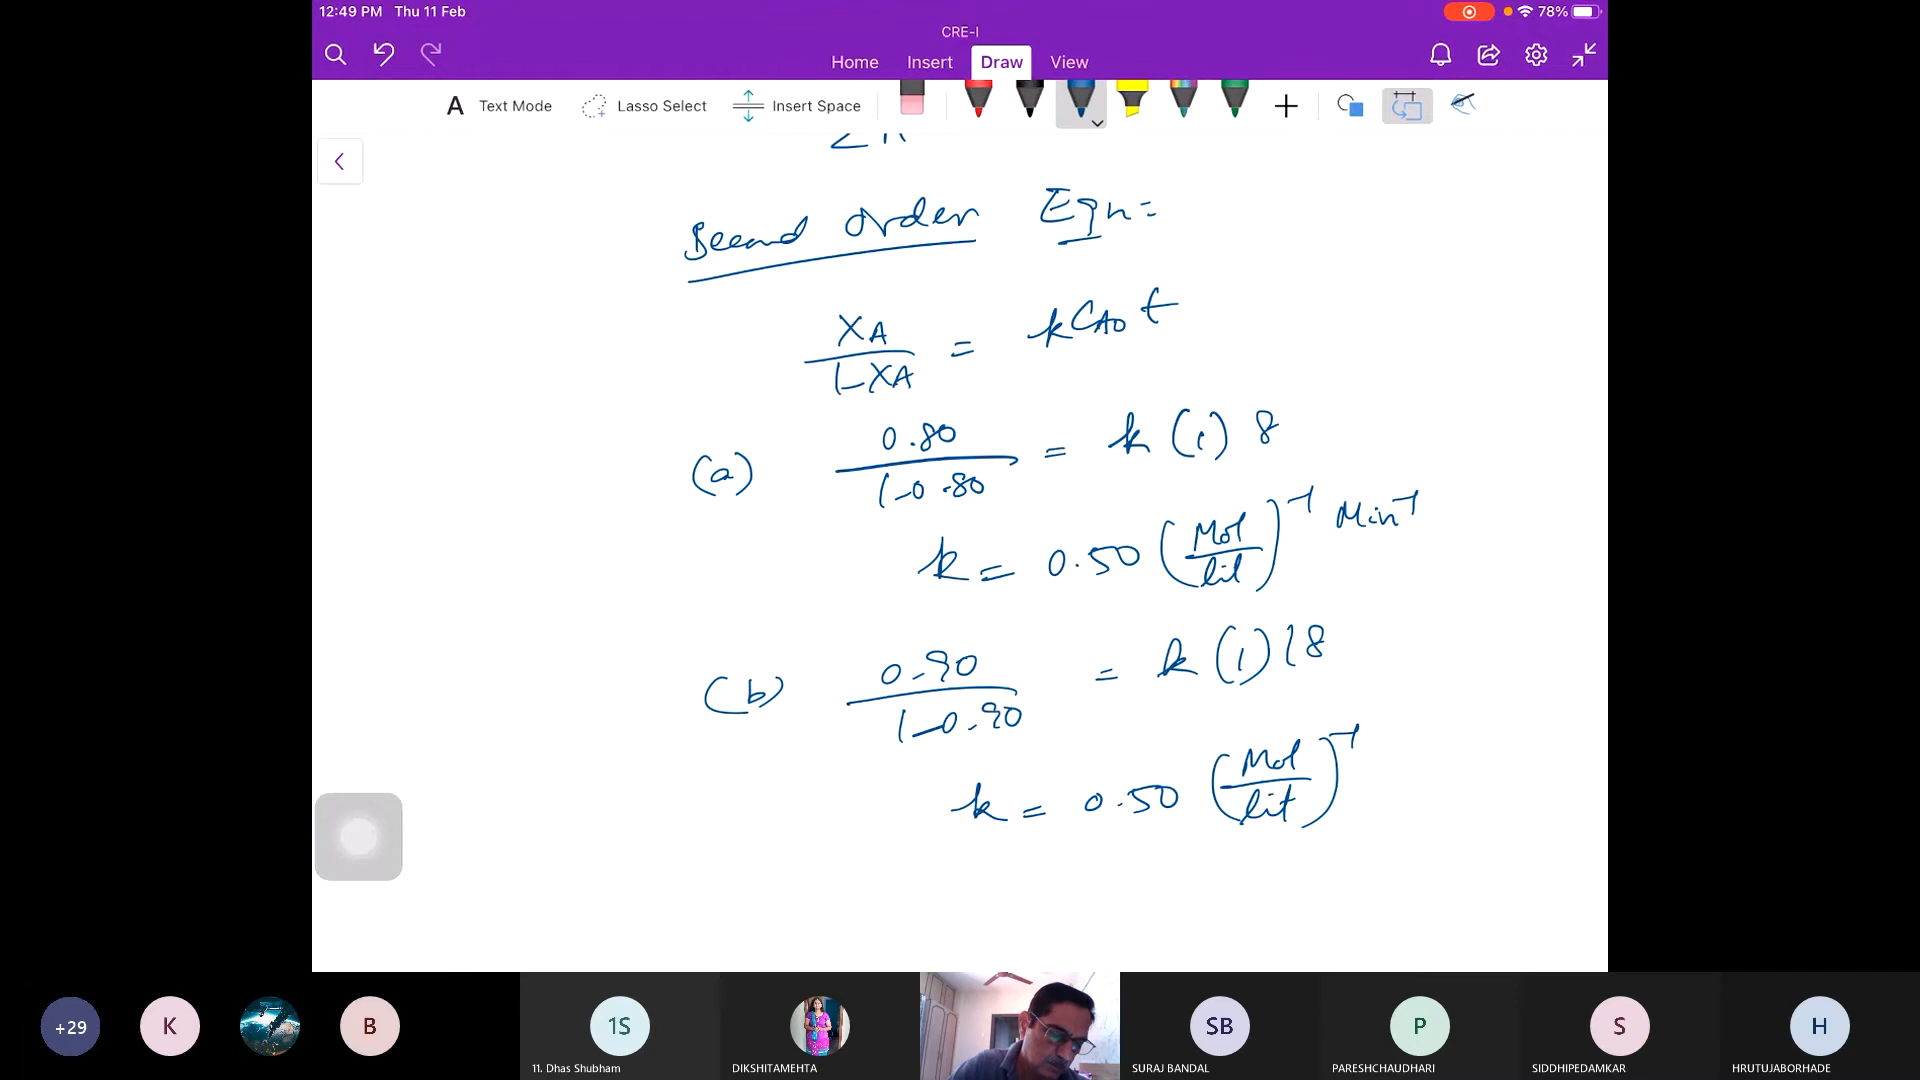 12:49 PM Thu 11 Feb
78%
CRE-I
Home Insert Draw View
A Text Mode Lasso Select Insert Space
Second Order Eqn=
XA / 1-XA = kCAo t
(a) 0.80 / 1-0.80 = k (1) 8
k = 0.50 (Mol/lit)⁻¹ Min⁻¹
(b) 0.90 / 1-0.90 = k (1) 18
k = 0.50 (Mol/lit)⁻¹
+29 K B 1S SB P S H
11. Dhas Shubham DIKSHITAMEHTA SURAJ BANDAL PARESHCHAUDHARI SIDDHIPEDAMKAR HRUTUJABORHADE